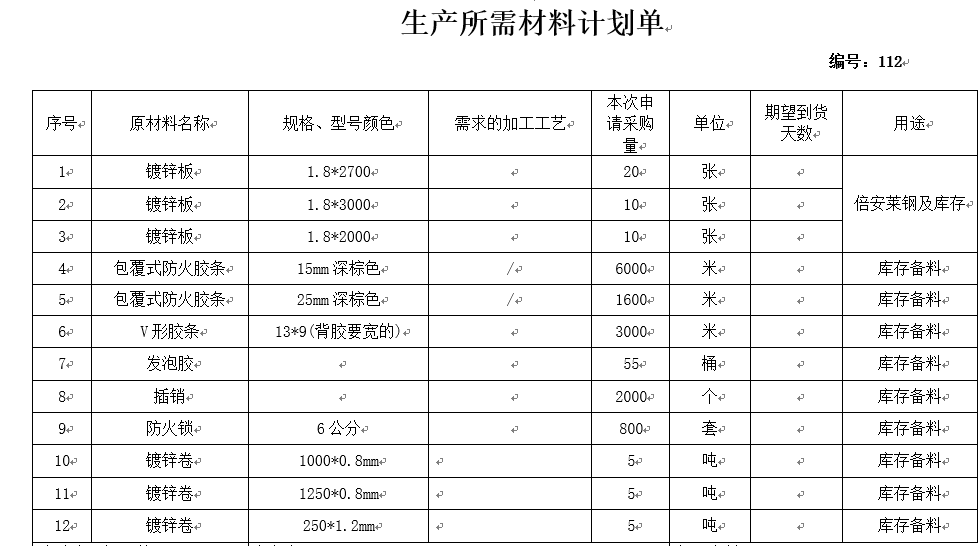 生产所需材料计划单
编号：112
序号 原材料名称 规格、型号颜色 需求的加工工艺 本次申请采购量 单位 期望到货天数 用途
1 镀锌板 1.8*2700 20 张 倍安莱钢及库存
2 镀锌板 1.8*3000 10 张
3 镀锌板 1.8*2000 10 张
4 包覆式防火胶条 15mm 深棕色 / 6000 米 库存备料
5 包覆式防火胶条 25mm 深棕色 / 1600 米 库存备料
6 V 形胶条 13*9(背胶要宽的) 3000 米 库存备料
7 发泡胶 55 桶 库存备料
8 插销 2000 个 库存备料
9 防火锁 6 公分 800 套 库存备料
10 镀锌卷 1000*0.8mm 5 吨 库存备料
11 镀锌卷 1250*0.8mm 5 吨 库存备料
12 镀锌卷 250*1.2mm 5 吨 库存备料